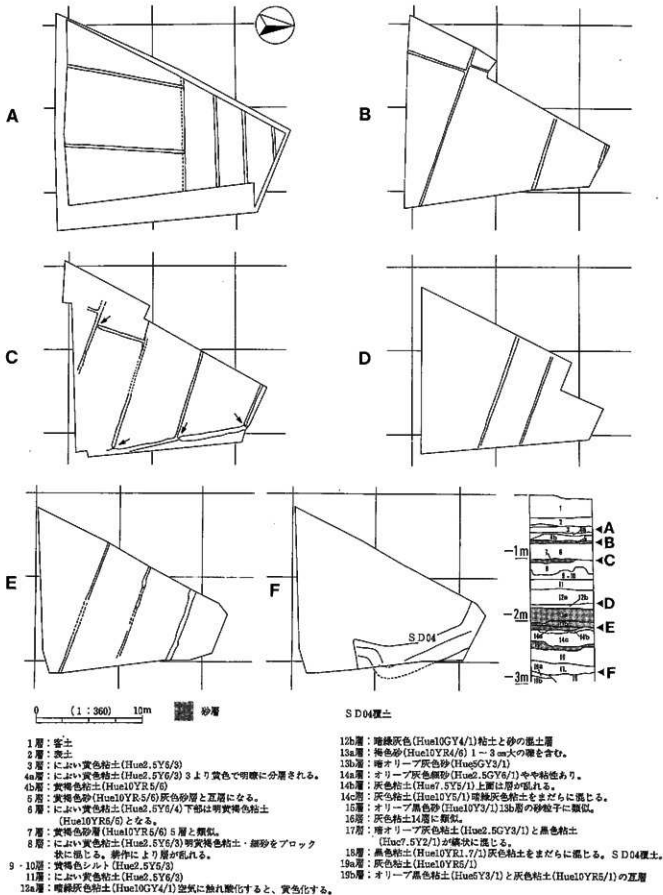 A
B
C
D
E
F
SD04
A
B
-1m
C
D
-2m
E
F
-3m
0 (1:360) 10m
砂層
SD04覆土
1層:客土
2層:表土
3層:にぶい黄色粘土(Hue2.5Y6/3)
4a層:にぶい黄色粘土(Hue2.5Y6/3)3より黄色で明瞭に分層される。
4b層:黄褐色粘土(Hue10YR5/6)
5層:黄褐色砂(Hue10YR5/6)灰色砂層と互層になる。
6層:にぶい黄色粘土(Hue2.5Y6/4)下部は明黄褐色粘土
(Hue10YR6/6)となる。
7層:黄褐色砂層(Hue10YR5/6)5層と類似。
8層:にぶい黄色粘土(Hue2.5Y6/3)明黄褐色粘土・細砂をブロック
状に混じる。耕作により層が乱れる。
9・10層:黄褐色シルト(Hue2.5Y5/3)
11層:にぶい黄色粘土(Hue2.5Y6/3)
12a層:暗緑灰色粘土(Hue10GY4/1)空気に触れ酸化すると、黄色化する。
12b層:暗緑灰色(Hue10GY4/1)粘土と砂の混土層
13a層:褐色砂(Hue10YR4/6)1~3cm大の礫を含む。
13b層:暗オリーブ灰色砂(Hue5GY3/1)
14a層:オリーブ灰色細砂(Hue2.5GY6/1)やや粘性あり。
14b層:灰色粘土(Hue7.5Y5/1)上面は層が乱れる。
14c層:灰色粘土(Hue10Y5/1)暗緑灰色粘土をまだらに混じる。
15層:オリーブ黒色砂(Hue10Y3/1)13b層の砂粒子に類似。
16層:灰色粘土14層に類似。
17層:暗オリーブ灰色粘土(Hue2.5GY3/1)と黒色粘土
(Hue7.5Y2/1)が縞状に混じる。
18層:黒色粘土(Hue10YR1.7/1)灰色粘土をまだらに混じる。SD04覆土。
19a層:灰色粘土(Hue10YR5/1)
19b層:オリーブ黒色粘土(Hue5Y3/1)と灰色粘土(Hue10YR5/1)の互層